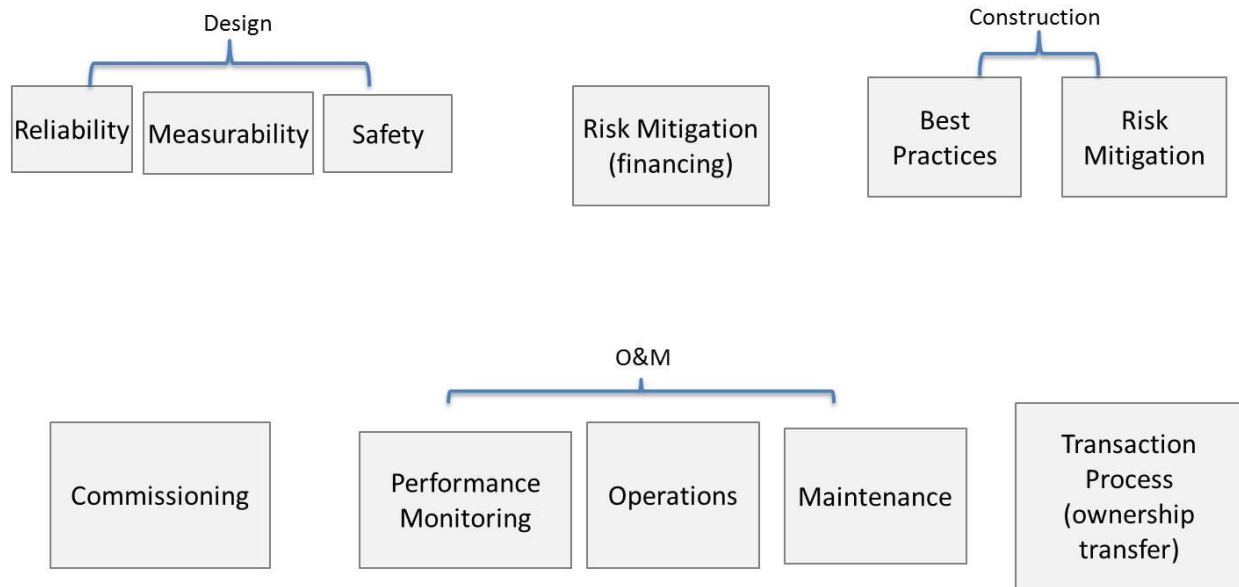 Design
Construction
Reliability
Measurability
Safety
Risk Mitigation
(financing)
Best
Practices
Risk
Mitigation
O&M
Commissioning
Performance
Monitoring
Operations
Maintenance
Transaction
Process
(ownership
transfer)